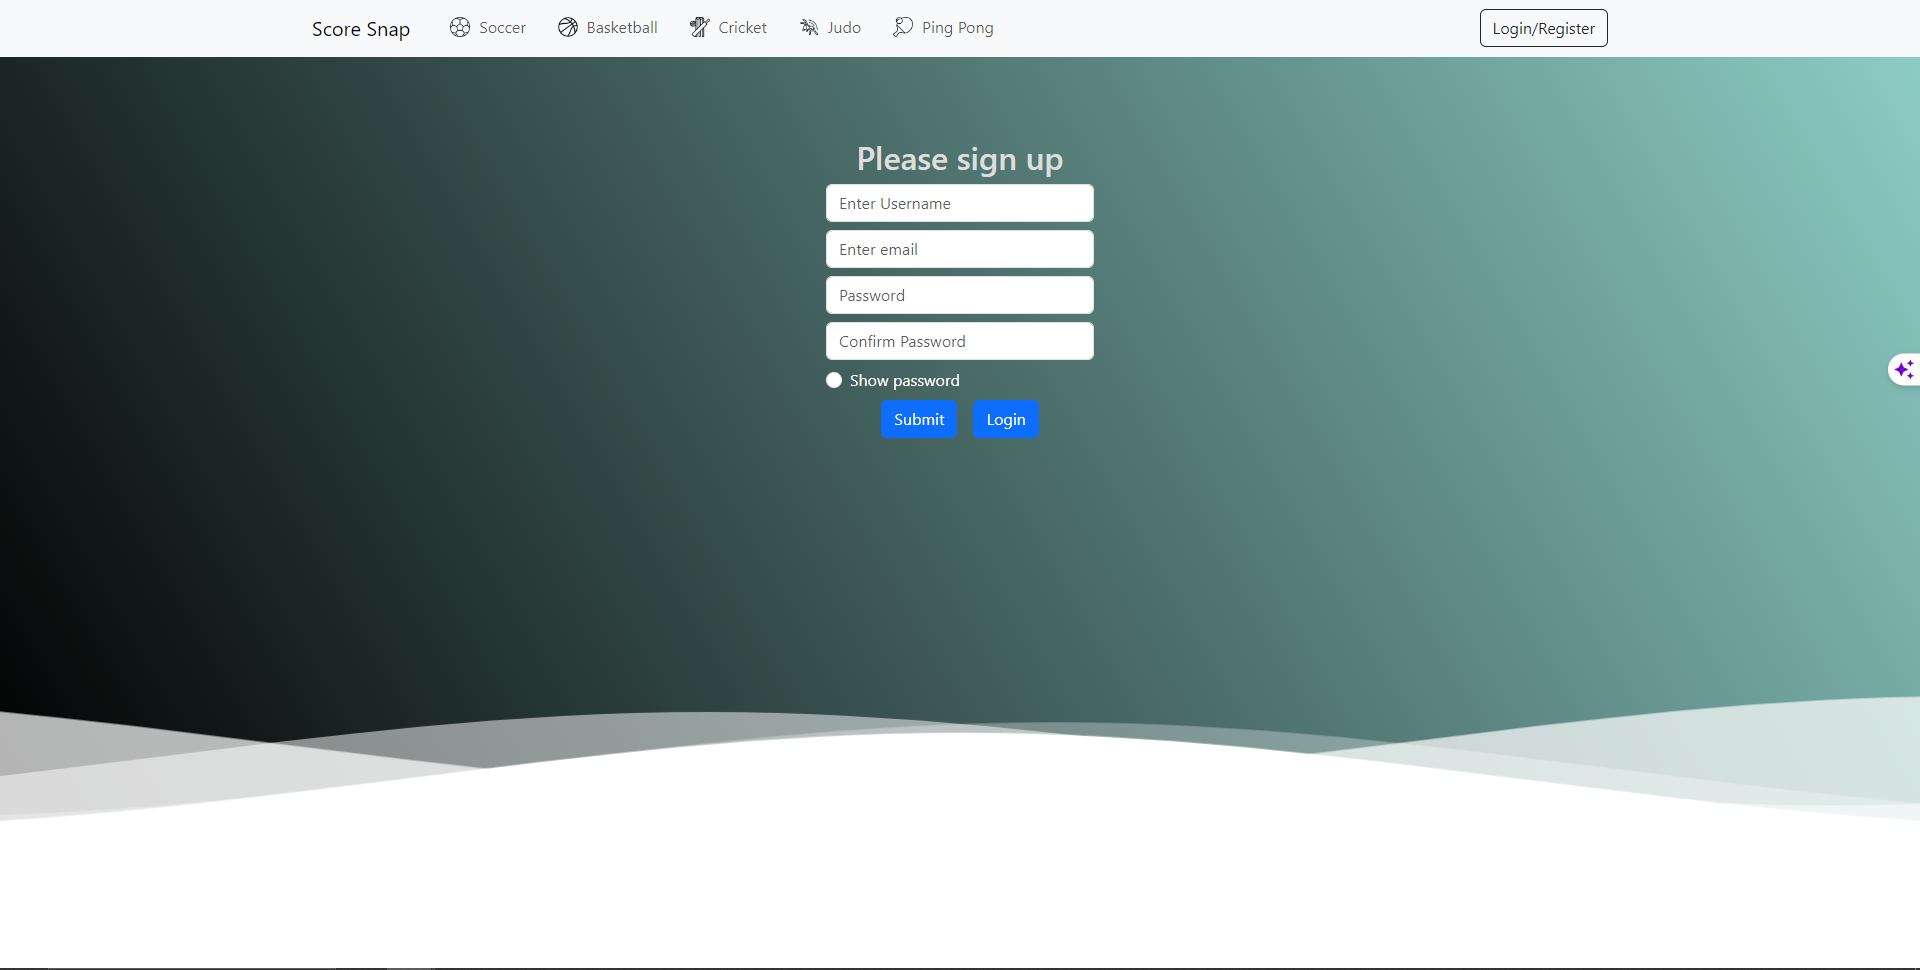 Score Snap
Soccer
Basketball
Cricket
Judo
Ping Pong
Login/Register
Please sign up
Enter Username
Enter email
Password
Confirm Password
Show password
Submit
Login